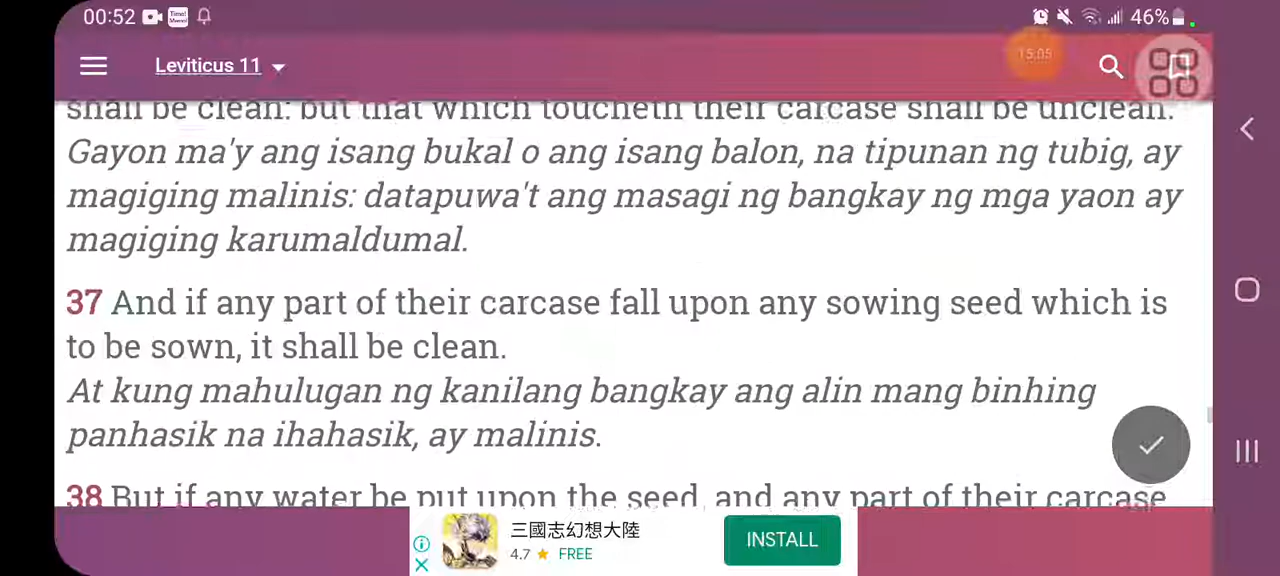 00:52 46%
Leviticus 11
15:05
shall be clean: but that which toucheth their carcase shall be unclean.
Gayon ma'y ang isang bukal o ang isang balon, na tipunan ng tubig, ay
magiging malinis: datapuwa't ang masagi ng bangkay ng mga yaon ay
magiging karumaldumal.
37 And if any part of their carcase fall upon any sowing seed which is
to be sown, it shall be clean.
At kung mahulugan ng kanilang bangkay ang alin mang binhing
panhasik na ihahasik, ay malinis.
38 But if any water be put upon the seed, and any part of their carcase
三國志幻想大陸
4.7 ★ FREE
INSTALL